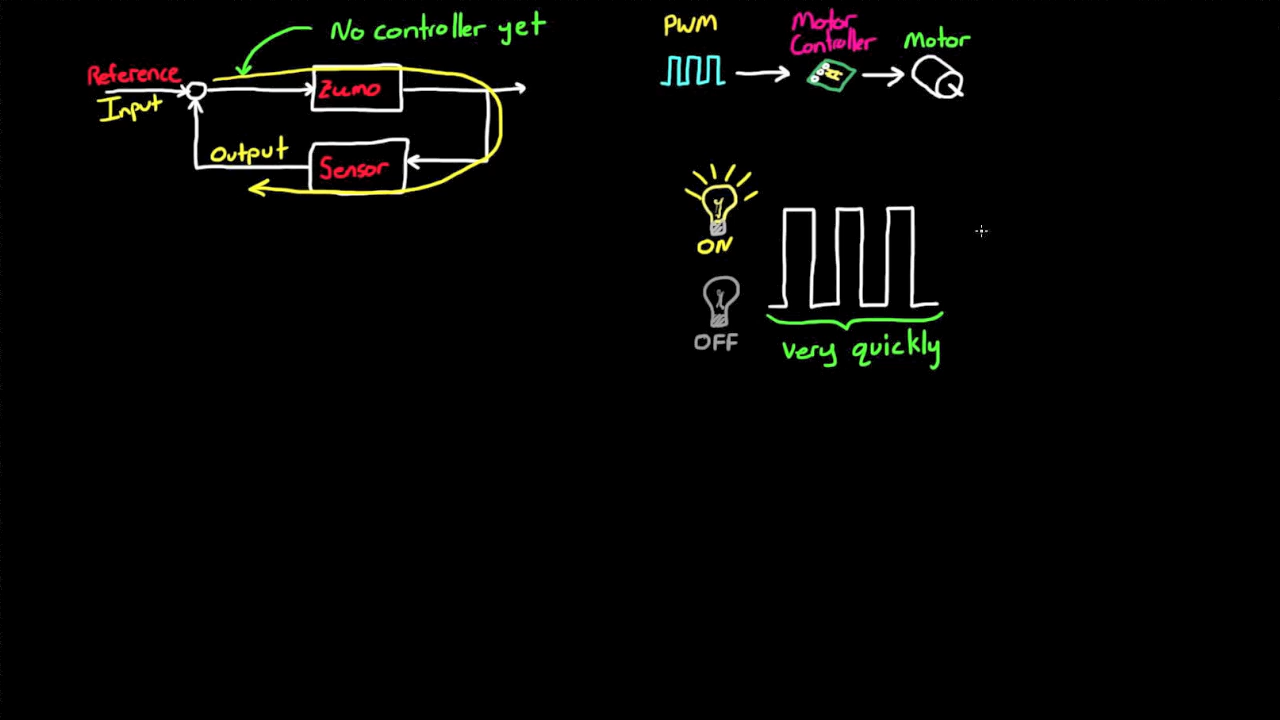 No controller yet
Reference
Input
Zumo
Output
Sensor
PWM
Motor
Controller
Motor
ON
OFF
very quickly